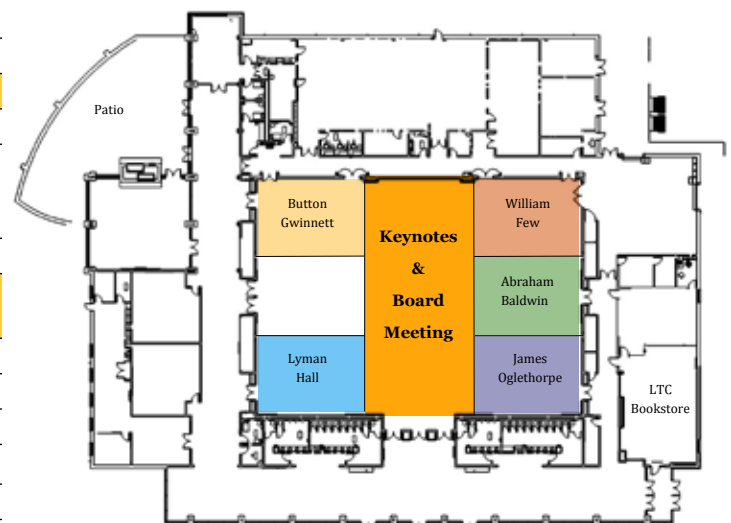 Patio
Button
Gwinnett
Keynotes
&
Board
Meeting
William
Few
Abraham
Baldwin
Lyman
Hall
James
Oglethorpe
LTC
Bookstore